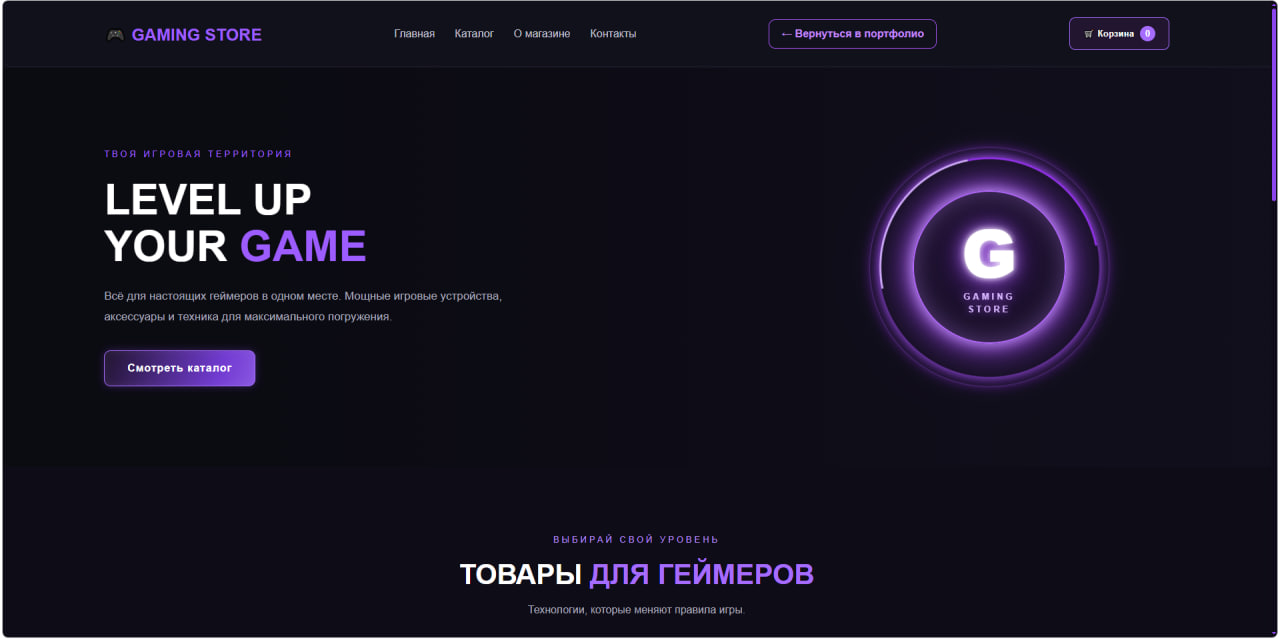 🎮 GAMING STORE
Главная
Каталог
О магазине
Контакты
← Вернуться в портфолио
🛒 Корзина 0
ТВОЯ ИГРОВАЯ ТЕРРИТОРИЯ
LEVEL UP
YOUR GAME
Всё для настоящих геймеров в одном месте. Мощные игровые устройства,
аксессуары и техника для максимального погружения.
Смотреть каталог
G
GAMING
STORE
ВЫБИРАЙ СВОЙ УРОВЕНЬ
ТОВАРЫ ДЛЯ ГЕЙМЕРОВ
Технологии, которые меняют правила игры.